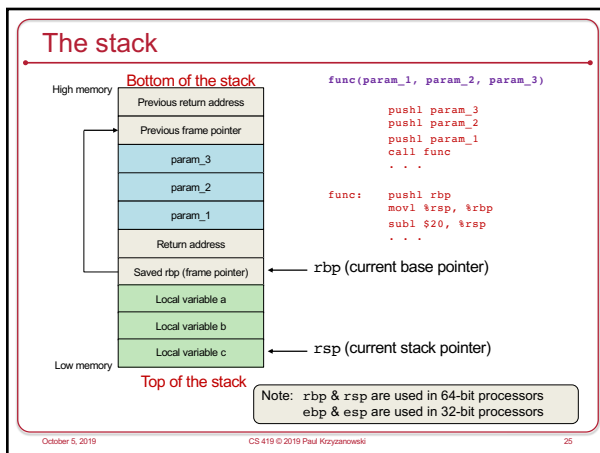 The stack
Bottom of the stack
High memory
Previous return address
Previous frame pointer
param_3
param_2
param_1
Return address
Saved rbp (frame pointer)
Local variable a
Local variable b
Local variable c
Low memory
Top of the stack
func(param_1, param_2, param_3)
pushl param_3
pushl param_2
pushl param_1
call func
. . .
func: pushl rbp
movl %rsp, %rbp
subl $20, %rsp
. . .
rbp (current base pointer)
rsp (current stack pointer)
Note: rbp & rsp are used in 64-bit processors
ebp & esp are used in 32-bit processors
October 5, 2019
CS 419 © 2019 Paul Krzyzanowski
25